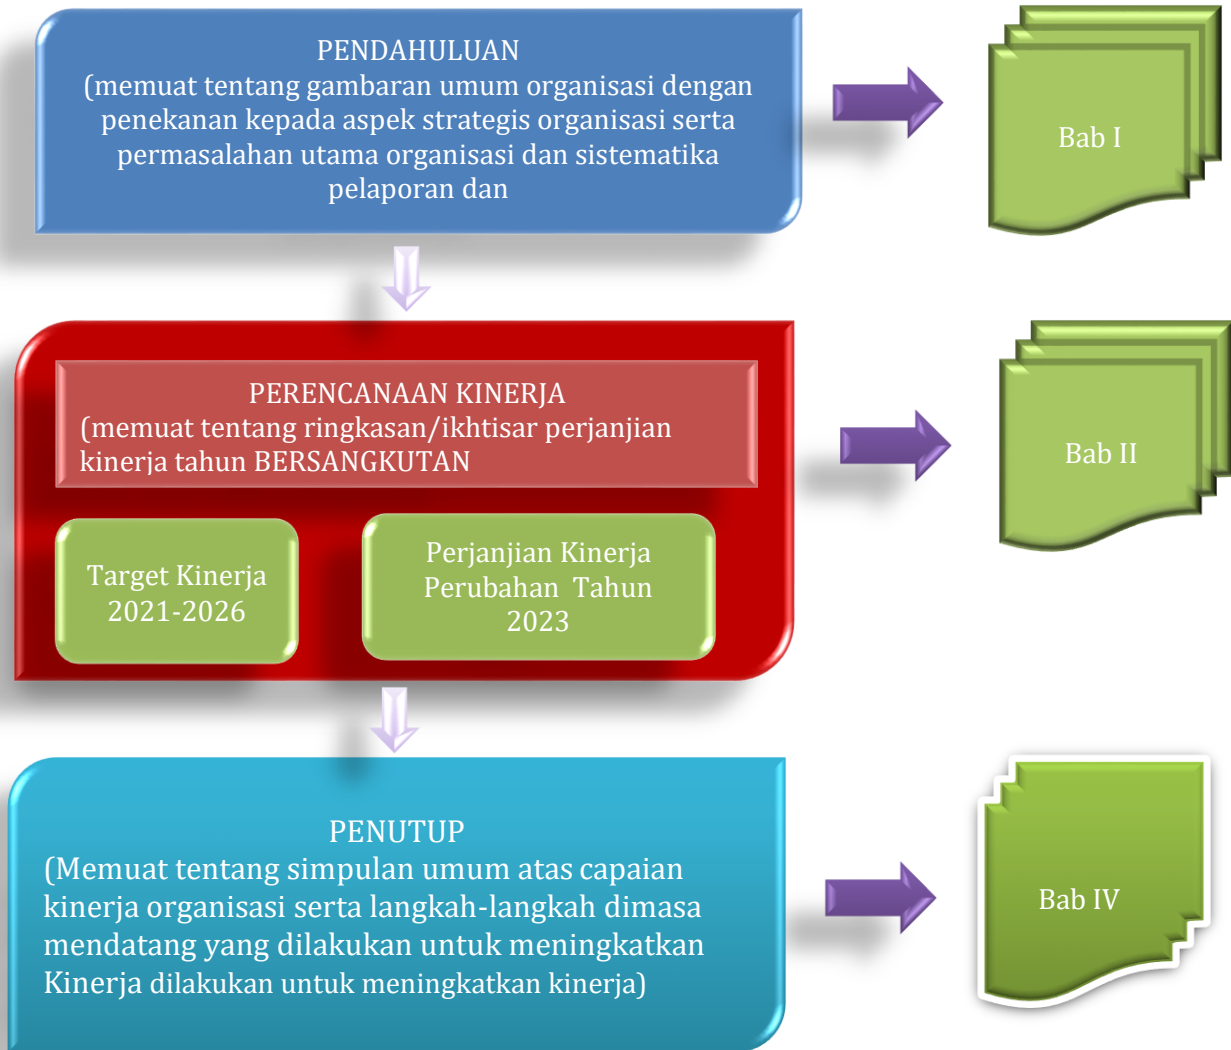 PENDAHULUAN
(memuat tentang gambaran umum organisasi dengan
penekanan kepada aspek strategis organisasi serta
permasalahan utama organisasi dan sistematika
pelaporan dan
Bab I
PERENCANAAN KINERJA
(memuat tentang ringkasan/ikhtisar perjanjian
kinerja tahun BERSANGKUTAN
Bab II
Target Kinerja
2021-2026
Perjanjian Kinerja
Perubahan Tahun
2023
PENUTUP
(Memuat tentang simpulan umum atas capaian
kinerja organisasi serta langkah-langkah dimasa
mendatang yang dilakukan untuk meningkatkan
Kinerja dilakukan untuk meningkatkan kinerja)
Bab IV